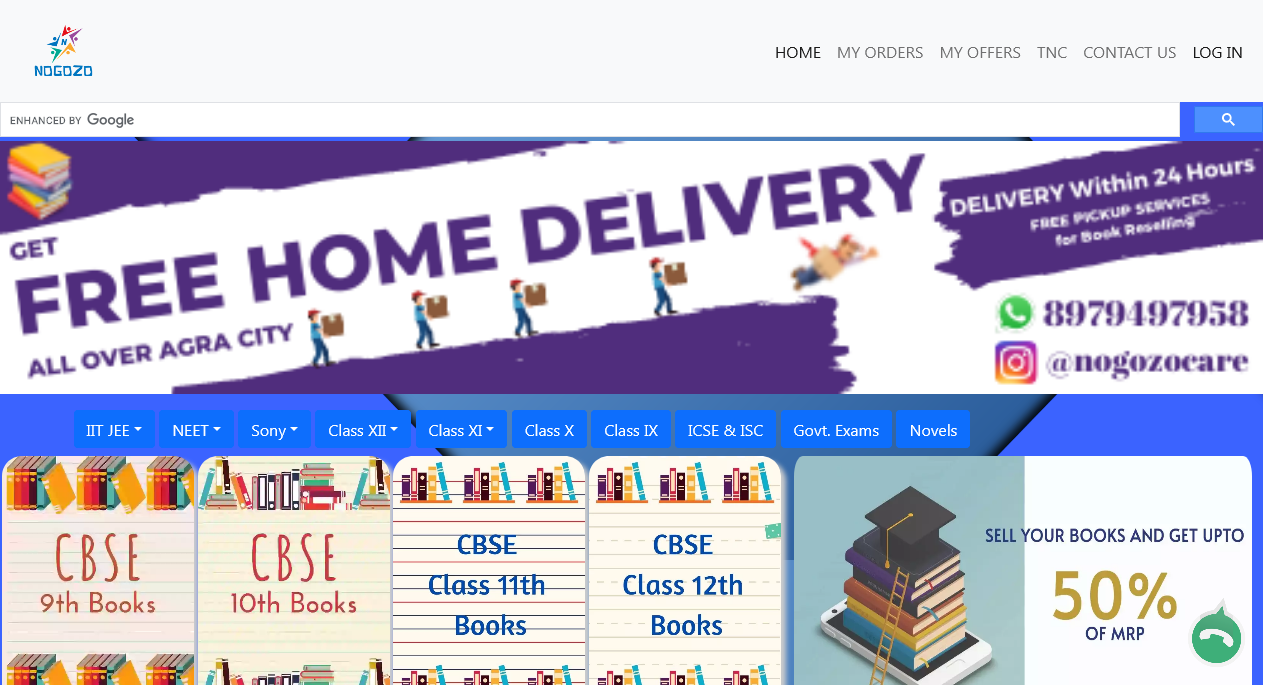 N
NOGOZO
HOME
MY ORDERS
MY OFFERS
TNC
CONTACT US
LOG IN
ENHANCED BY Google
GET
FREE HOME DELIVERY
ALL OVER AGRA CITY
DELIVERY Within 24 Hours
FREE PICKUP SERVICES
for Book Reselling
8979497958
@nogozocare
IIT JEE
NEET
Sony
Class XII
Class XI
Class X
Class IX
ICSE & ISC
Govt. Exams
Novels
CBSE
9th Books
CBSE
10th Books
CBSE
Class 11th
Books
CBSE
Class 12th
Books
SELL YOUR BOOKS AND GET UPTO
50%
OF MRP